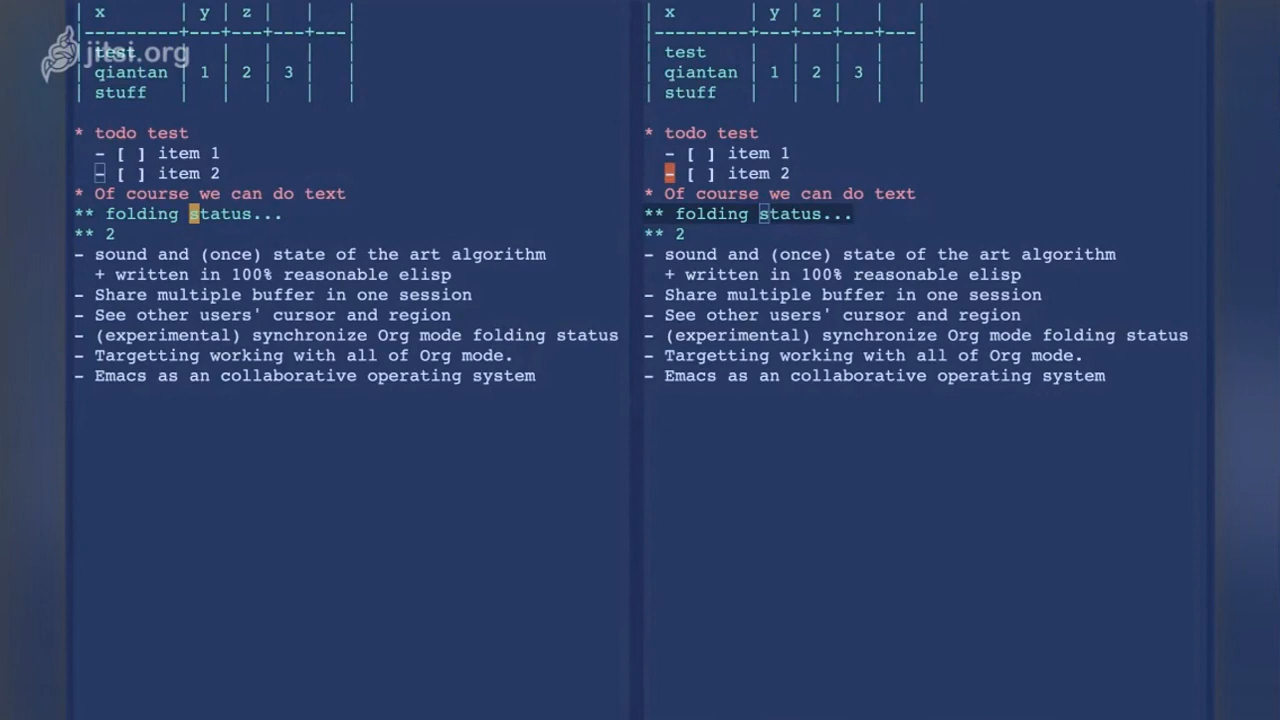 jitsi.org
| x       | y | z |   |   |
|---------+---+---+---+---|
| test    |   |   |   |   |
| qiantan | 1 | 2 | 3 |   |
| stuff   |   |   |   |   |
* todo test
- [ ] item 1
- [ ] item 2
* Of course we can do text
** folding status...
** 2
- sound and (once) state of the art algorithm
+ written in 100% reasonable elisp
- Share multiple buffer in one session
- See other users' cursor and region
- (experimental) synchronize Org mode folding status
- Targetting working with all of Org mode.
- Emacs as an collaborative operating system
| x       | y | z |   |   |
|---------+---+---+---+---|
| test    |   |   |   |   |
| qiantan | 1 | 2 | 3 |   |
| stuff   |   |   |   |   |
* todo test
- [ ] item 1
- [ ] item 2
* Of course we can do text
** folding status...
** 2
- sound and (once) state of the art algorithm
+ written in 100% reasonable elisp
- Share multiple buffer in one session
- See other users' cursor and region
- (experimental) synchronize Org mode folding status
- Targetting working with all of Org mode.
- Emacs as an collaborative operating system